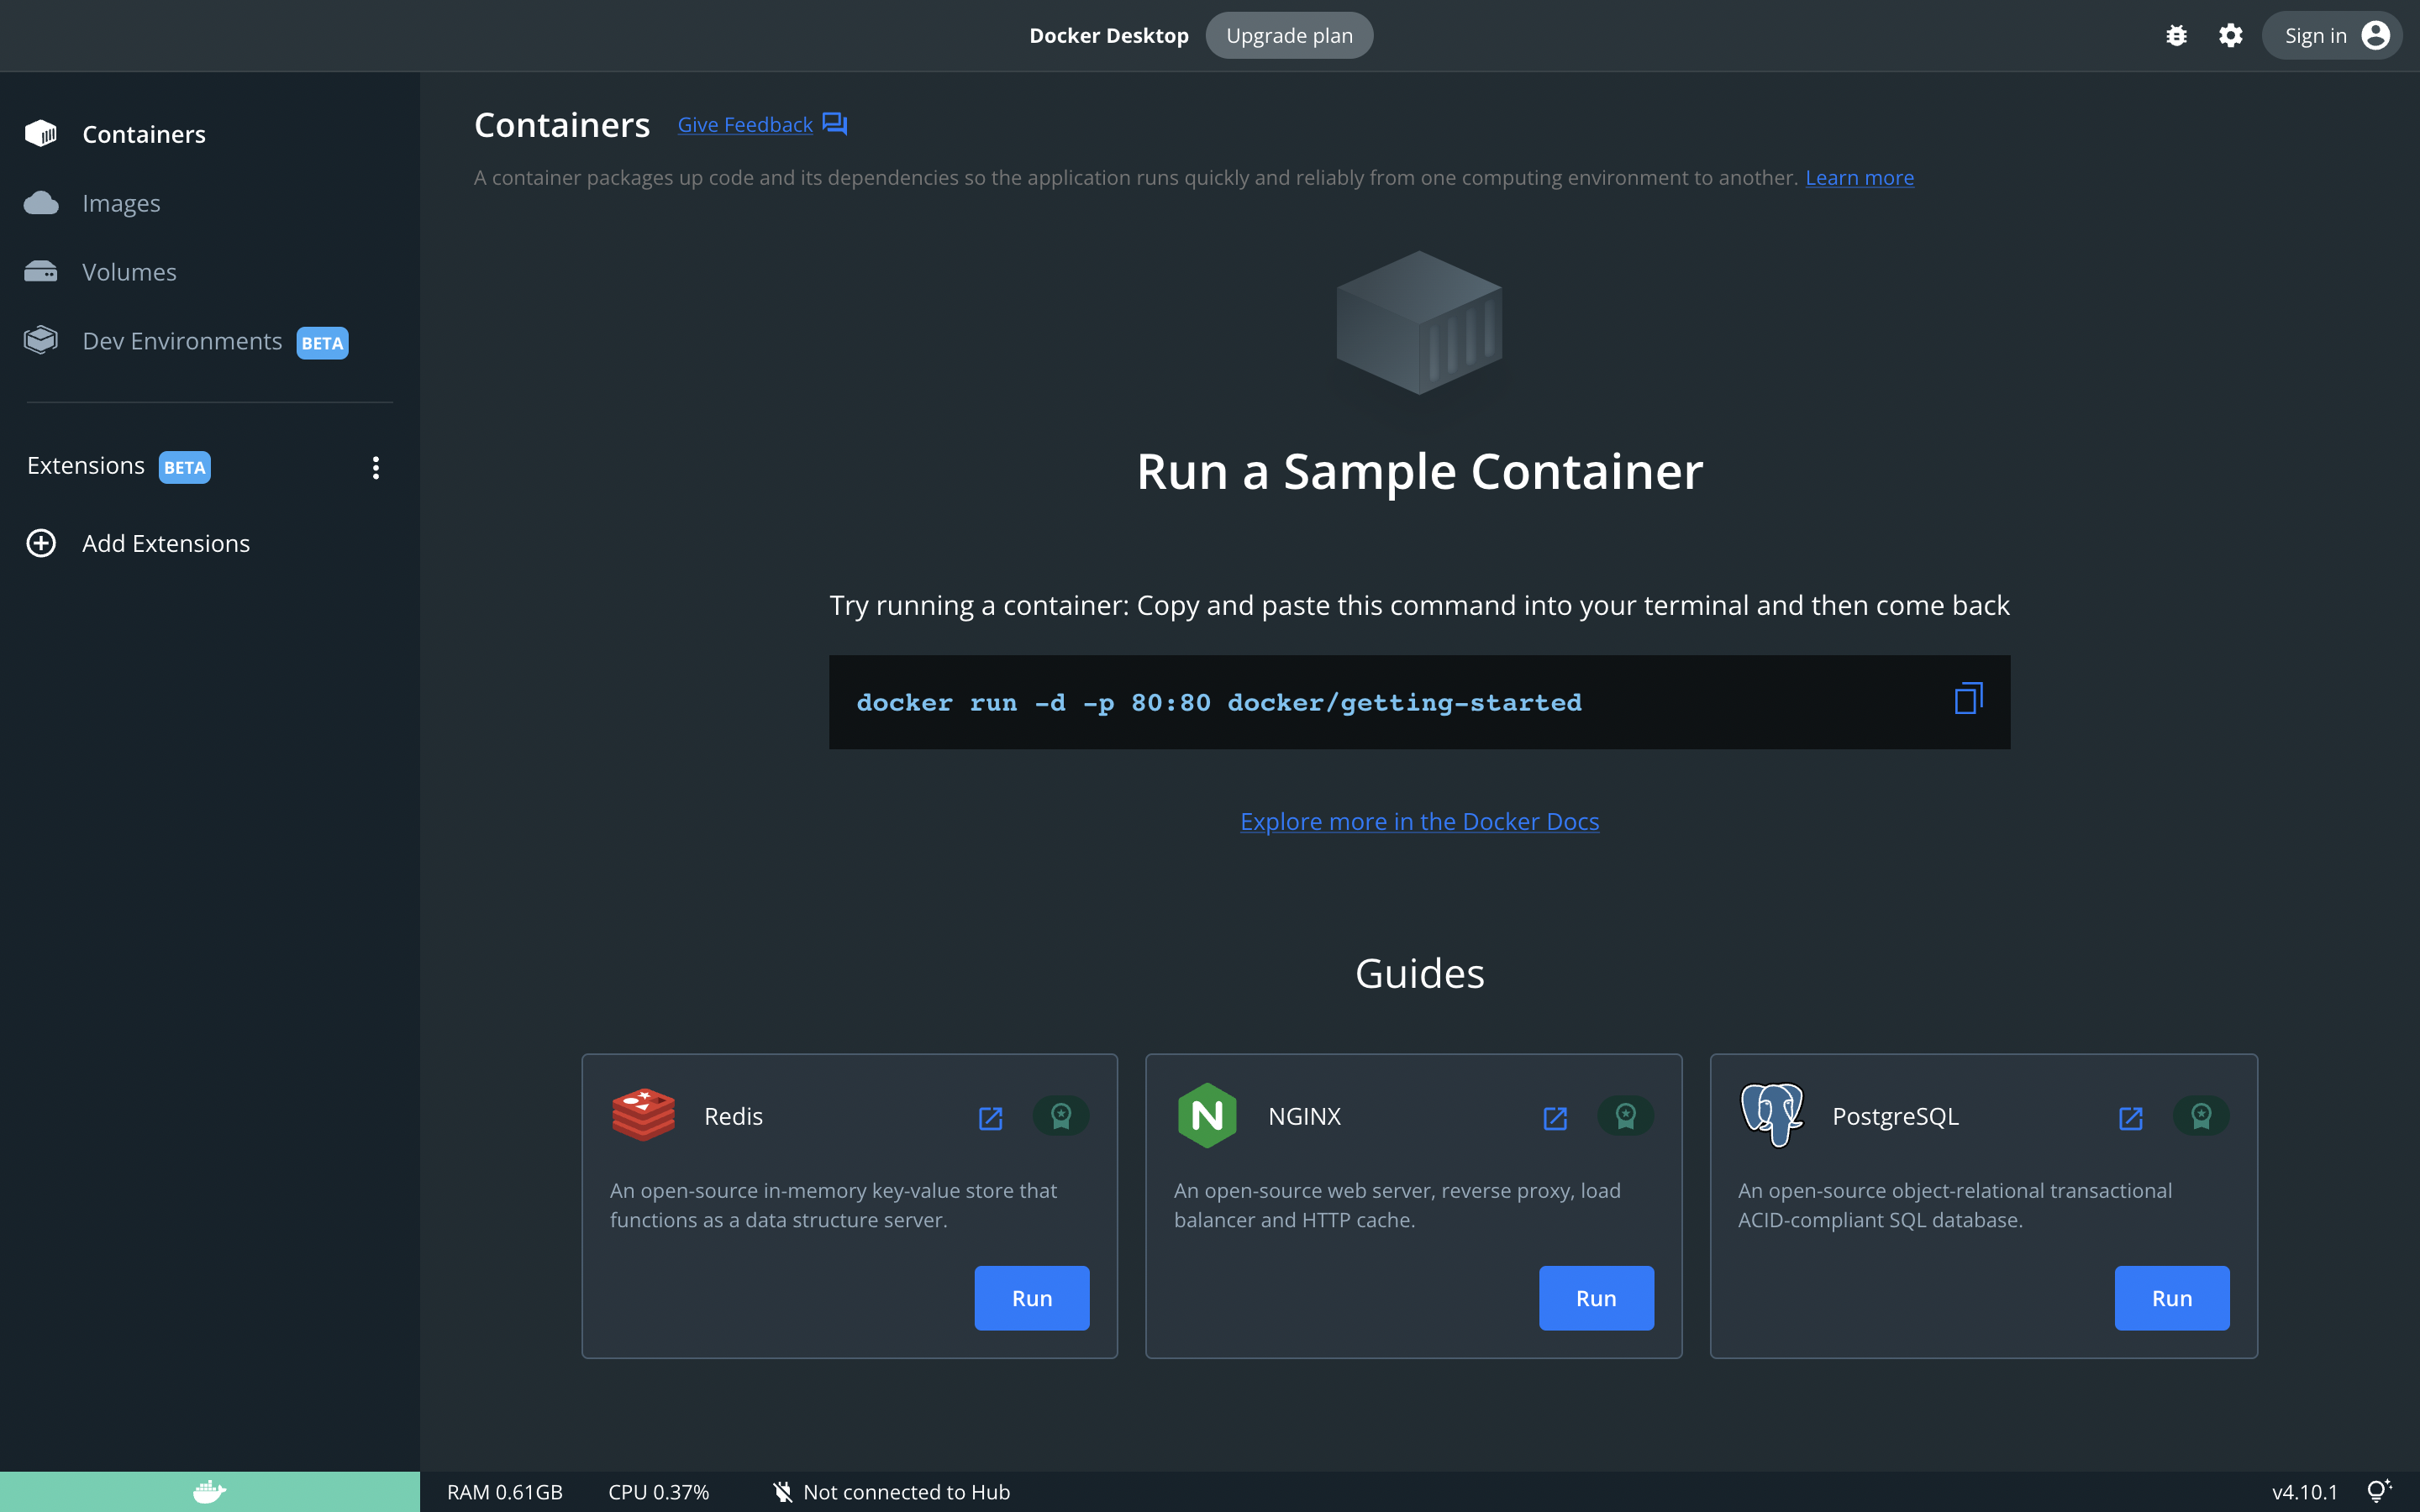 Docker Desktop
Upgrade plan
Sign in
Containers
Images
Volumes
Dev Environments BETA
Extensions BETA
Add Extensions
Containers
Give Feedback
A container packages up code and its dependencies so the application runs quickly and reliably from one computing environment to another. Learn more
Run a Sample Container
Try running a container: Copy and paste this command into your terminal and then come back
docker run -d -p 80:80 docker/getting-started
Explore more in the Docker Docs
Guides
Redis
An open-source in-memory key-value store that
functions as a data structure server.
Run
N
NGINX
An open-source web server, reverse proxy, load
balancer and HTTP cache.
Run
PostgreSQL
An open-source object-relational transactional
ACID-compliant SQL database.
Run
RAM 0.61GB
CPU 0.37%
Not connected to Hub
v4.10.1